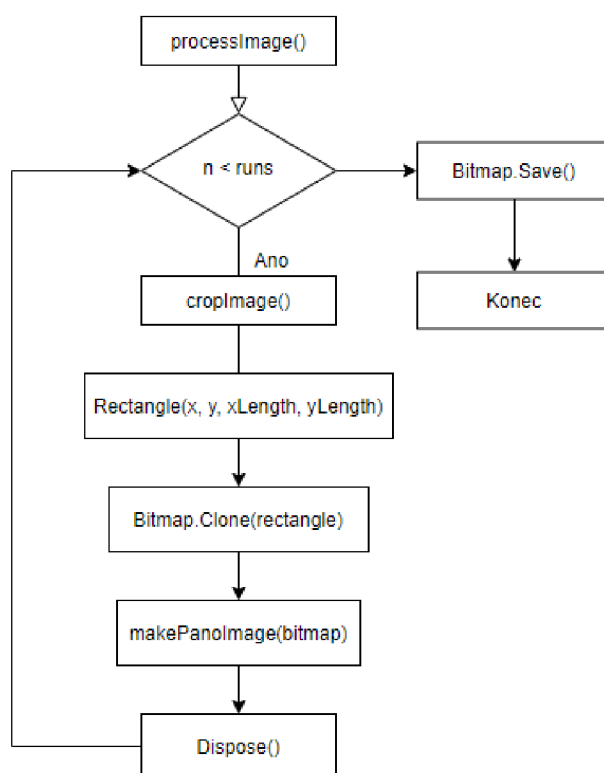 processImage()
n < runs
Bitmap.Save()
Ano
cropImage()
Konec
Rectangle(x, y, xLength, yLength)
Bitmap.Clone(rectangle)
makePanoImage(bitmap)
Dispose()